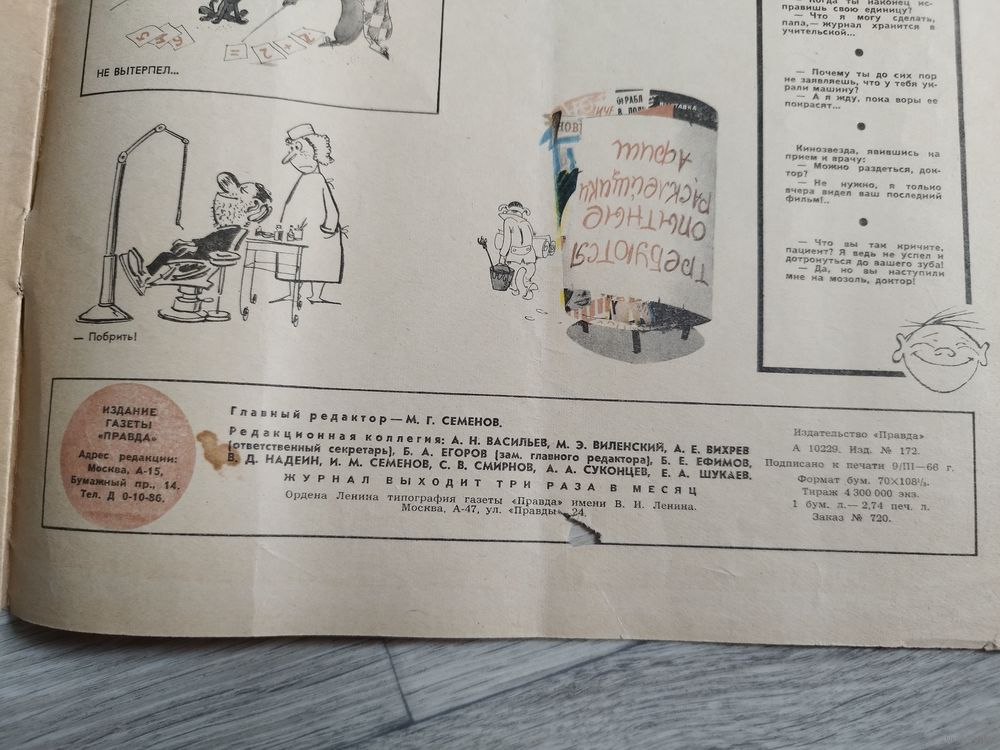 НЕ ВЫТЕРПЕЛ...
— Побрить!
ТРЕБУЮТСЯ
ОПЫТНЫЕ
РАСКЛЕЙЩИКИ
АФИШ
НОВ
В
— Когда ты наконец ис-
правишь свою единицу?
— Что я могу сделать,
папа,— журнал хранится в
учительской...
— Почему ты до сих пор
не заявляешь, что у тебя ук-
рали машину?
— А я жду, пока воры ее
покрасят...
Кинозвезда, явившись на
прием к врачу:
— Можно раздеться, док-
тор?
— Не нужно, я только
вчера видел ваш последний
фильм!..
— Что вы так кричите,
пациент? Я ведь не успел и
дотронуться до вашего зуба!
— Да, но вы наступили
мне на мозоль, доктор!
ИЗДАНИЕ
ГАЗЕТЫ
«ПРАВДА»
Адрес редакции:
Москва, А-15,
Бумажный пр., 14.
Тел. Д 0-10-86.
Главный редактор — М. Г. СЕМЕНОВ.
Редакционная коллегия: А. Н. ВАСИЛЬЕВ, М. Э. ВИЛЕНСКИЙ, А. Е. ВИХРЕВ
(ответственный секретарь), Б. А. ЕГОРОВ (зам. главного редактора), Б. Е. ЕФИМОВ,
В. Д. НАДЕИН, И. М. СЕМЕНОВ, С. В. СМИРНОВ, А. А. СУКОНЦЕВ, Е. А. ШУКАЕВ.
ЖУРНАЛ ВЫХОДИТ ТРИ РАЗА В МЕСЯЦ
Ордена Ленина типография газеты «Правда» имени В. И. Ленина.
Москва, А-47, ул. «Правды», 24.
Издательство «Правда»
А 10229. Изд. № 172.
Подписано к печати 9/III—66 г.
Формат бум. 70×108⅛.
Тираж 4 300 000 экз.
1 бум. л.— 2,74 печ. л.
Заказ № 720.